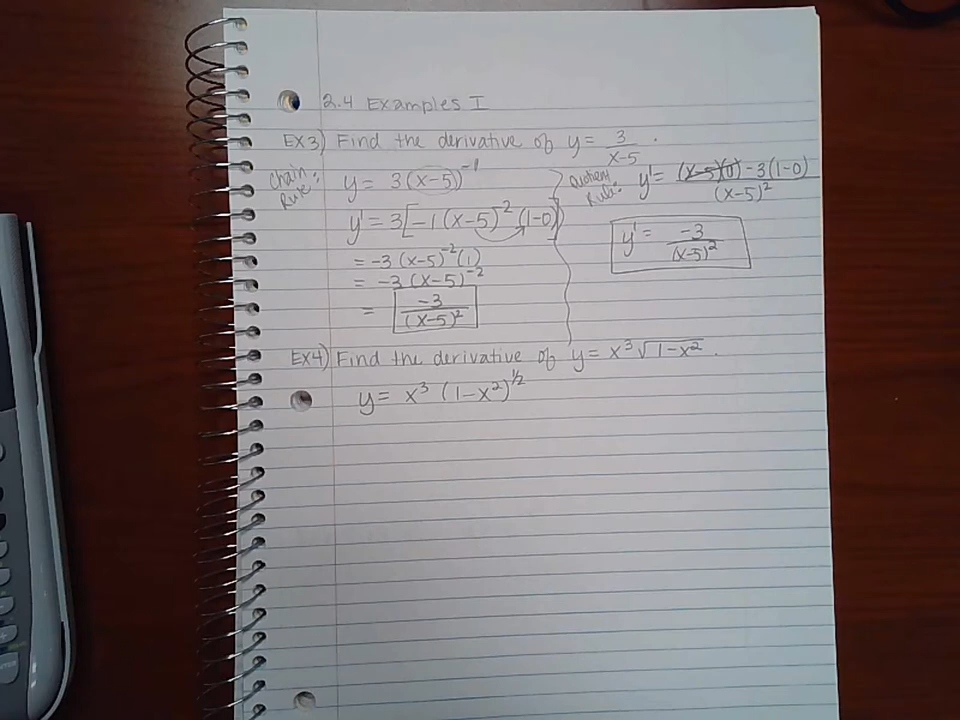 2.4 Examples I
EX3) Find the derivative of y = 3/(x-5).
Chain Rule:
y = 3(x-5)^-1
y' = 3[-1(x-5)^-2 (1-0)]
= -3(x-5)^-2(1)
= -3(x-5)^-2
= -3/(x-5)^2
Quotient Rule:
y' = ((x-5)(0) - 3(1-0))/(x-5)^2
y' = -3/(x-5)^2
EX4) Find the derivative of y = x^3√(1-x^2).
y = x^3 (1-x^2)^1/2